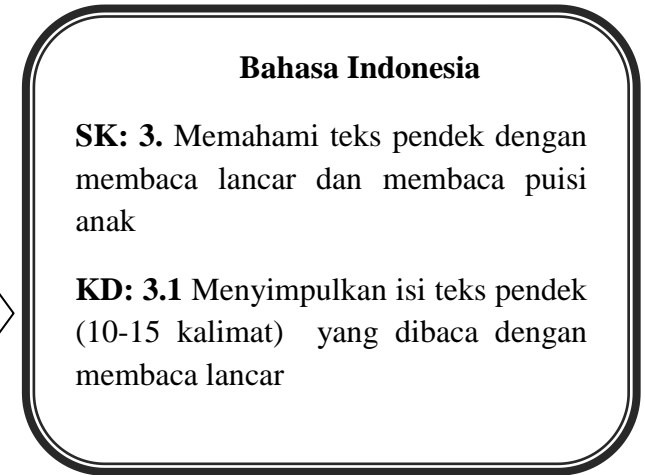 Bahasa Indonesia
SK: 3. Memahami teks pendek dengan
membaca lancar dan membaca puisi
anak
KD: 3.1 Menyimpulkan isi teks pendek
(10-15 kalimat) yang dibaca dengan
membaca lancar